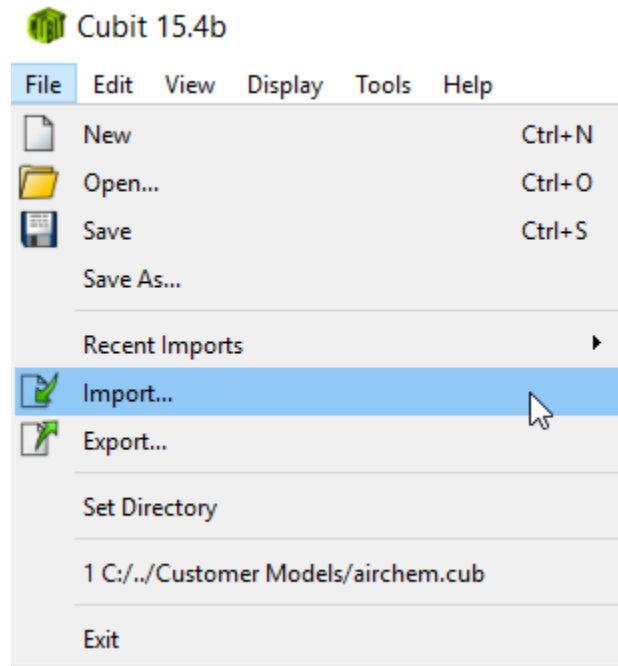 Cubit 15.4b
File Edit View Display Tools Help
New Ctrl+N
Open... Ctrl+O
Save Ctrl+S
Save As...
Recent Imports
Import...
Export...
Set Directory
1 C:/../Customer Models/airchem.cub
Exit